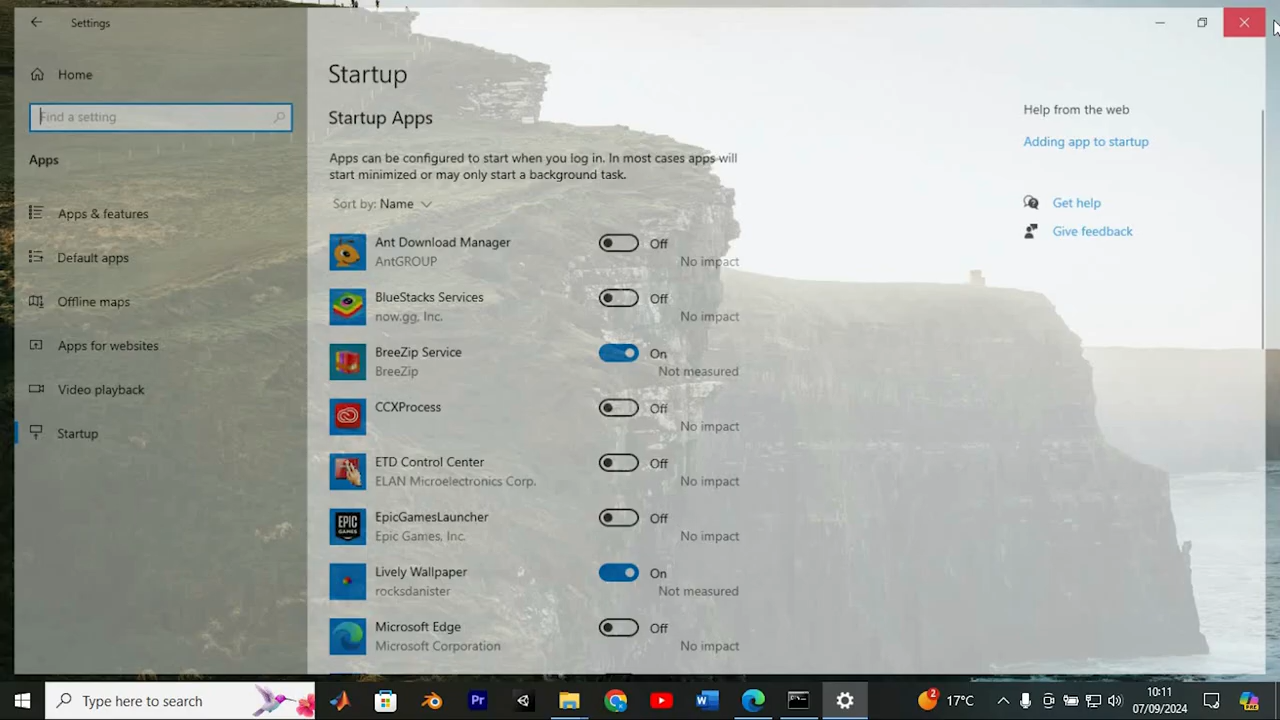 Settings
Home
Find a setting
Apps
Apps & features
Default apps
Offline maps
Apps for websites
Video playback
Startup
Startup
Startup Apps
Apps can be configured to start when you log in. In most cases apps will
start minimized or may only start a background task.
Sort by: Name
Ant Download Manager
AntGROUP
Off
No impact
BlueStacks Services
now.gg, Inc.
Off
No impact
BreeZip Service
BreeZip
On
Not measured
CCXProcess
Off
No impact
ETD Control Center
ELAN Microelectronics Corp.
Off
No impact
EPIC
GAMES
EpicGamesLauncher
Epic Games, Inc.
Off
No impact
Lively Wallpaper
rocksdanister
On
Not measured
Microsoft Edge
Microsoft Corporation
Off
No impact
Help from the web
Adding app to startup
Get help
Give feedback
Type here to search
Pr
W
2
17°C
10:11
07/09/2024
PRE